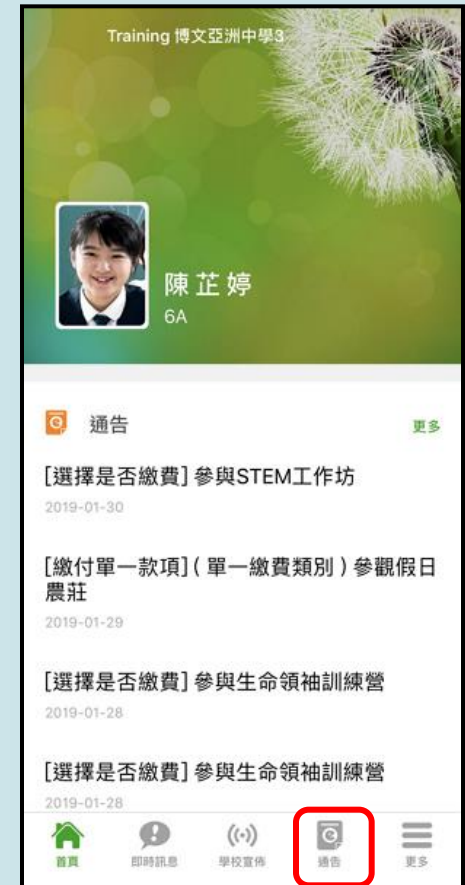 Training 博文亞洲中學3
陳芷婷
6A
通告
更多
[選擇是否繳費] 參與STEM工作坊
2019-01-30
[繳付單一款項] ( 單一繳費類別 ) 參觀假日
農莊
2019-01-29
[選擇是否繳費] 參與生命領袖訓練營
2019-01-28
[選擇是否繳費] 參與生命領袖訓練營
2019-01-28
首頁
即時訊息
學校宣佈
通告
更多